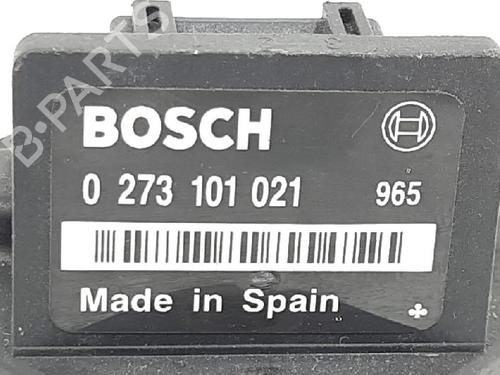 BOSCH
0 273 101 021 965
Made in Spain
B-PARTS